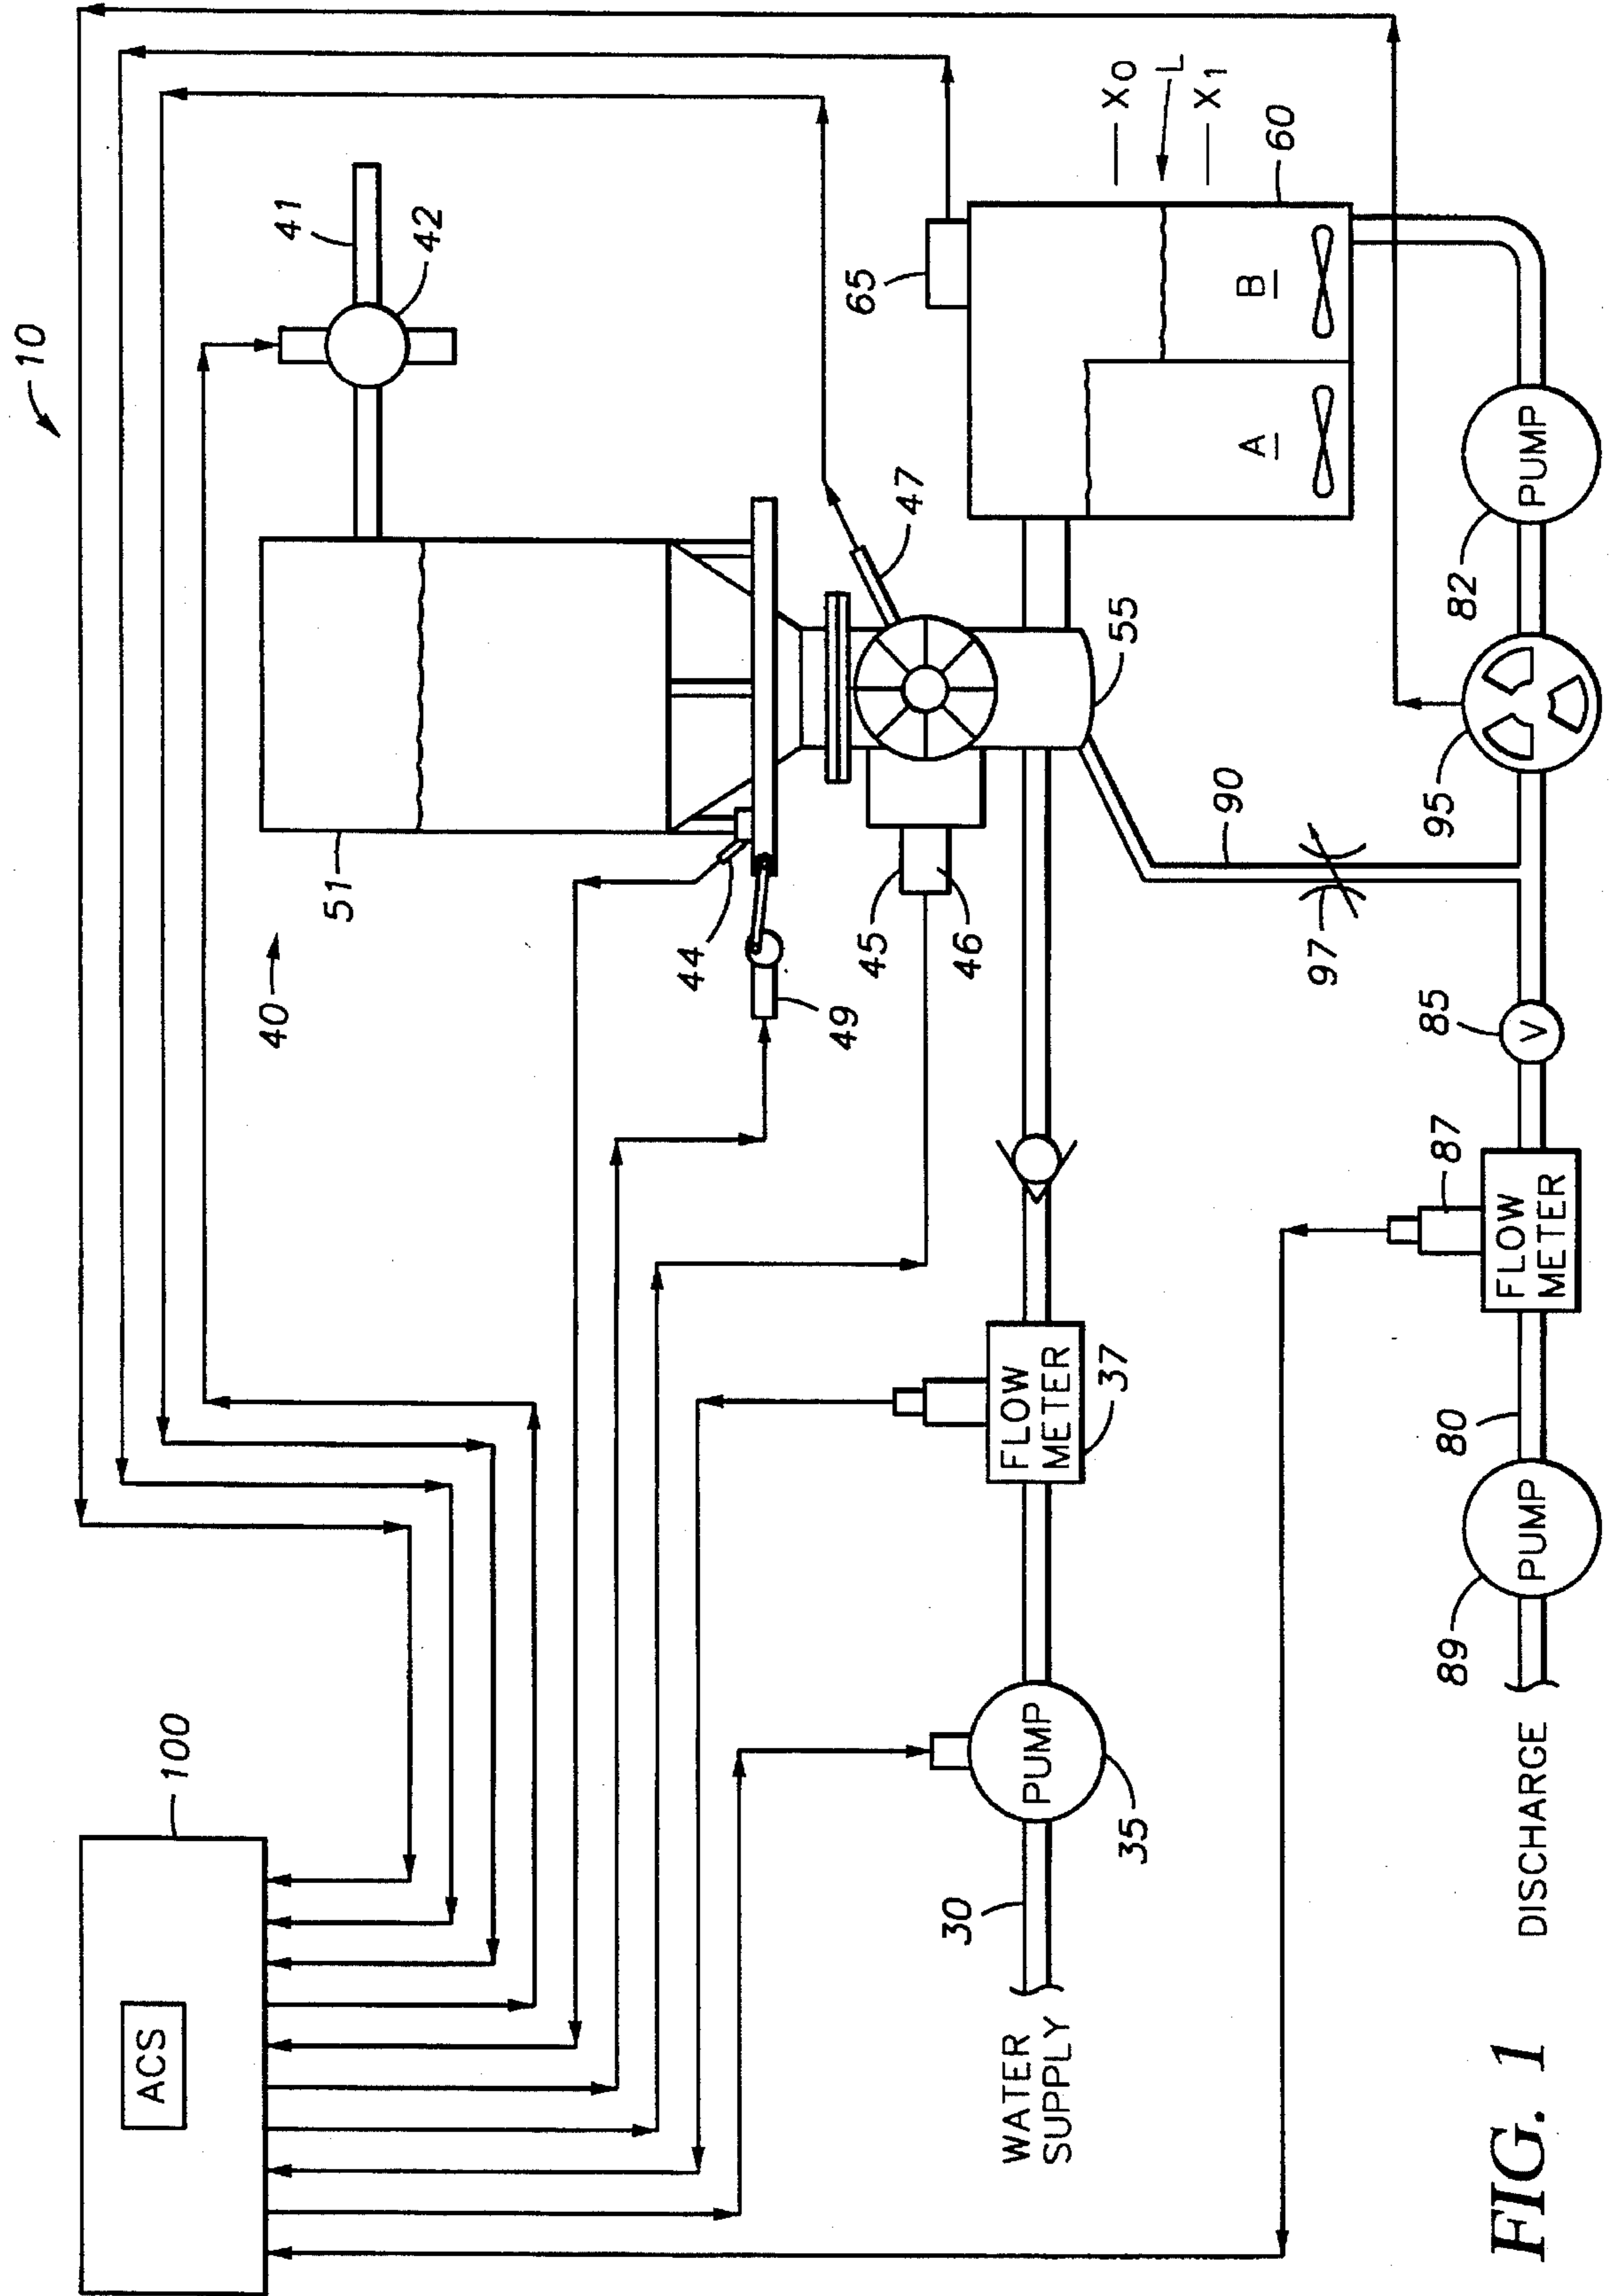 10
100
ACS
41
42
51
40
44
49
45
46
47
65
X0
L
X1
A
B
60
55
WATER
SUPPLY
30
PUMP
35
FLOW
METER
37
90
97
DISCHARGE
89
PUMP
80
FLOW
METER
87
85
V
95
82
PUMP
FIG. 1